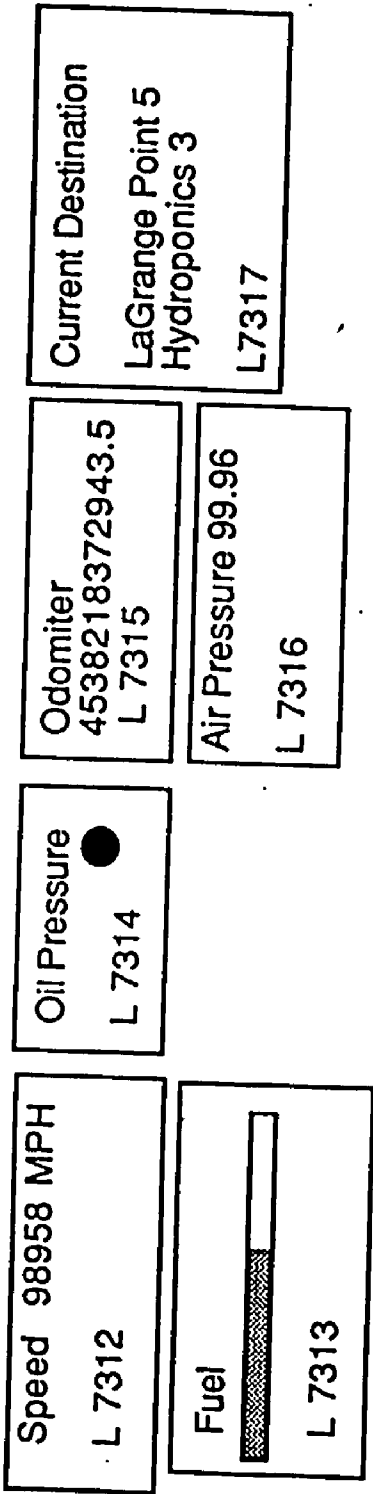 Speed 98958 MPH
L 7312
Fuel
L 7313
Oil Pressure
L 7314
Odomiter
4538218372943.5
L 7315
Air Pressure 99.96
L 7316
Current Destination
LaGrange Point 5
Hydroponics 3
L7317